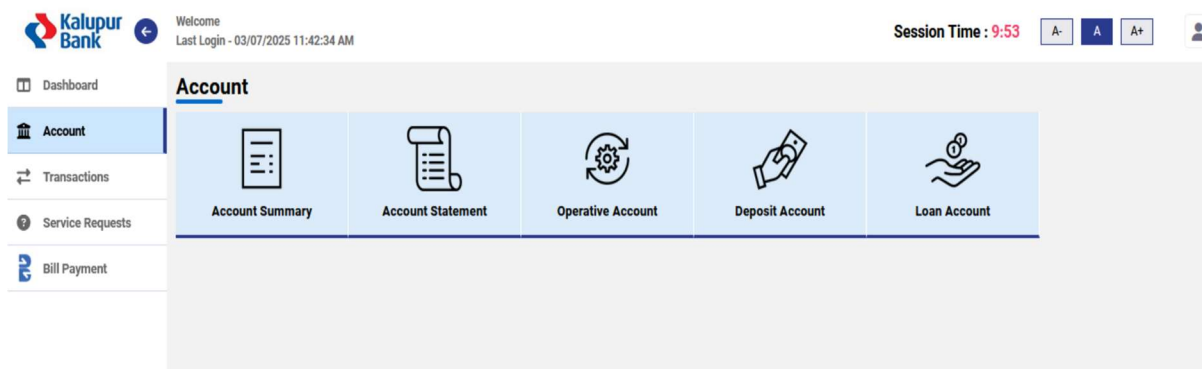 Kalupur
Bank
Welcome
Last Login - 03/07/2025 11:42:34 AM
Session Time : 9:53
A-
A
A+
Dashboard
Account
Transactions
Service Requests
Bill Payment
Account
Account Summary
Account Statement
Operative Account
Deposit Account
Loan Account